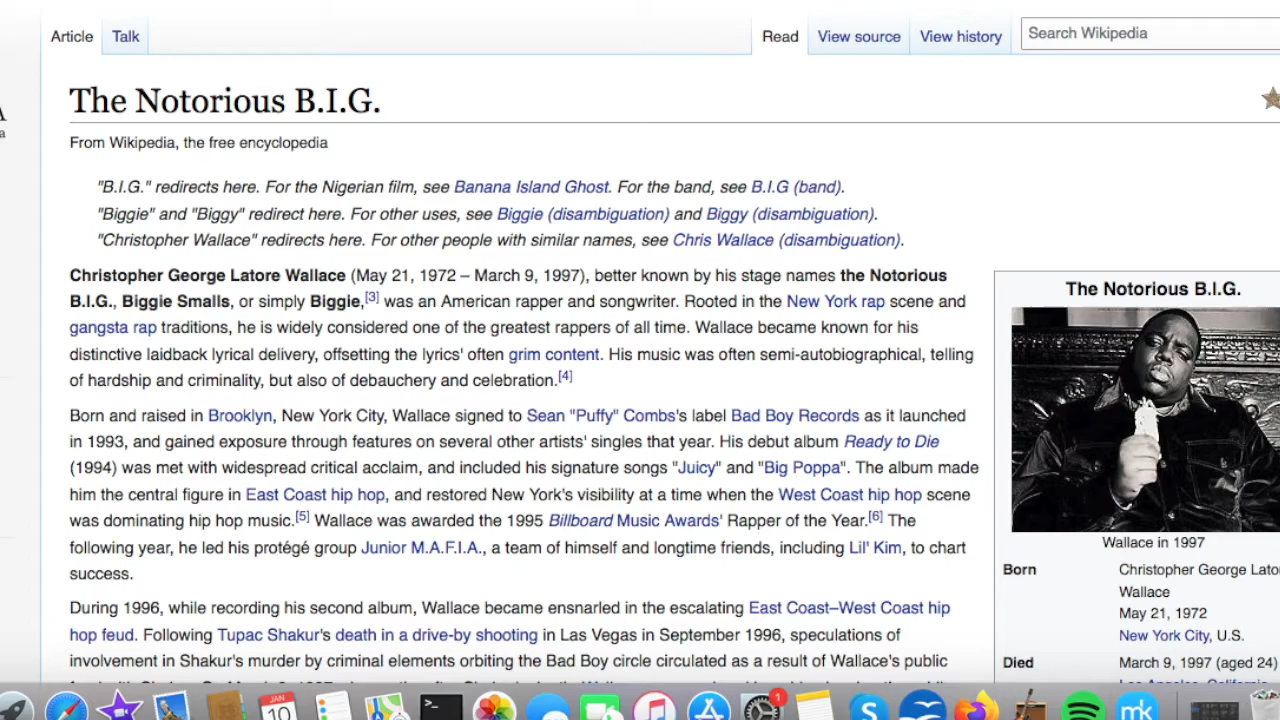 Article Talk Read View source View history Search Wikipedia
The Notorious B.I.G.
From Wikipedia, the free encyclopedia
"B.I.G." redirects here. For the Nigerian film, see Banana Island Ghost. For the band, see B.I.G (band).
"Biggie" and "Biggy" redirect here. For other uses, see Biggie (disambiguation) and Biggy (disambiguation).
"Christopher Wallace" redirects here. For other people with similar names, see Chris Wallace (disambiguation).
Christopher George Latore Wallace (May 21, 1972 – March 9, 1997), better known by his stage names the Notorious
B.I.G., Biggie Smalls, or simply Biggie,[3] was an American rapper and songwriter. Rooted in the New York rap scene and
gangsta rap traditions, he is widely considered one of the greatest rappers of all time. Wallace became known for his
distinctive laidback lyrical delivery, offsetting the lyrics' often grim content. His music was often semi-autobiographical, telling
of hardship and criminality, but also of debauchery and celebration.[4]
Born and raised in Brooklyn, New York City, Wallace signed to Sean "Puffy" Combs's label Bad Boy Records as it launched
in 1993, and gained exposure through features on several other artists' singles that year. His debut album Ready to Die
(1994) was met with widespread critical acclaim, and included his signature songs "Juicy" and "Big Poppa". The album made
him the central figure in East Coast hip hop, and restored New York's visibility at a time when the West Coast hip hop scene
was dominating hip hop music.[5] Wallace was awarded the 1995 Billboard Music Awards' Rapper of the Year.[6] The
following year, he led his protégé group Junior M.A.F.I.A., a team of himself and longtime friends, including Lil' Kim, to chart
success.
During 1996, while recording his second album, Wallace became ensnarled in the escalating East Coast–West Coast hip
hop feud. Following Tupac Shakur's death in a drive-by shooting in Las Vegas in September 1996, speculations of
involvement in Shakur's murder by criminal elements orbiting the Bad Boy circle circulated as a result of Wallace's public
The Notorious B.I.G.
Wallace in 1997
Born Christopher George Lato
Wallace
May 21, 1972
New York City, U.S.
Died March 9, 1997 (aged 24)
JAN
10
1
mk